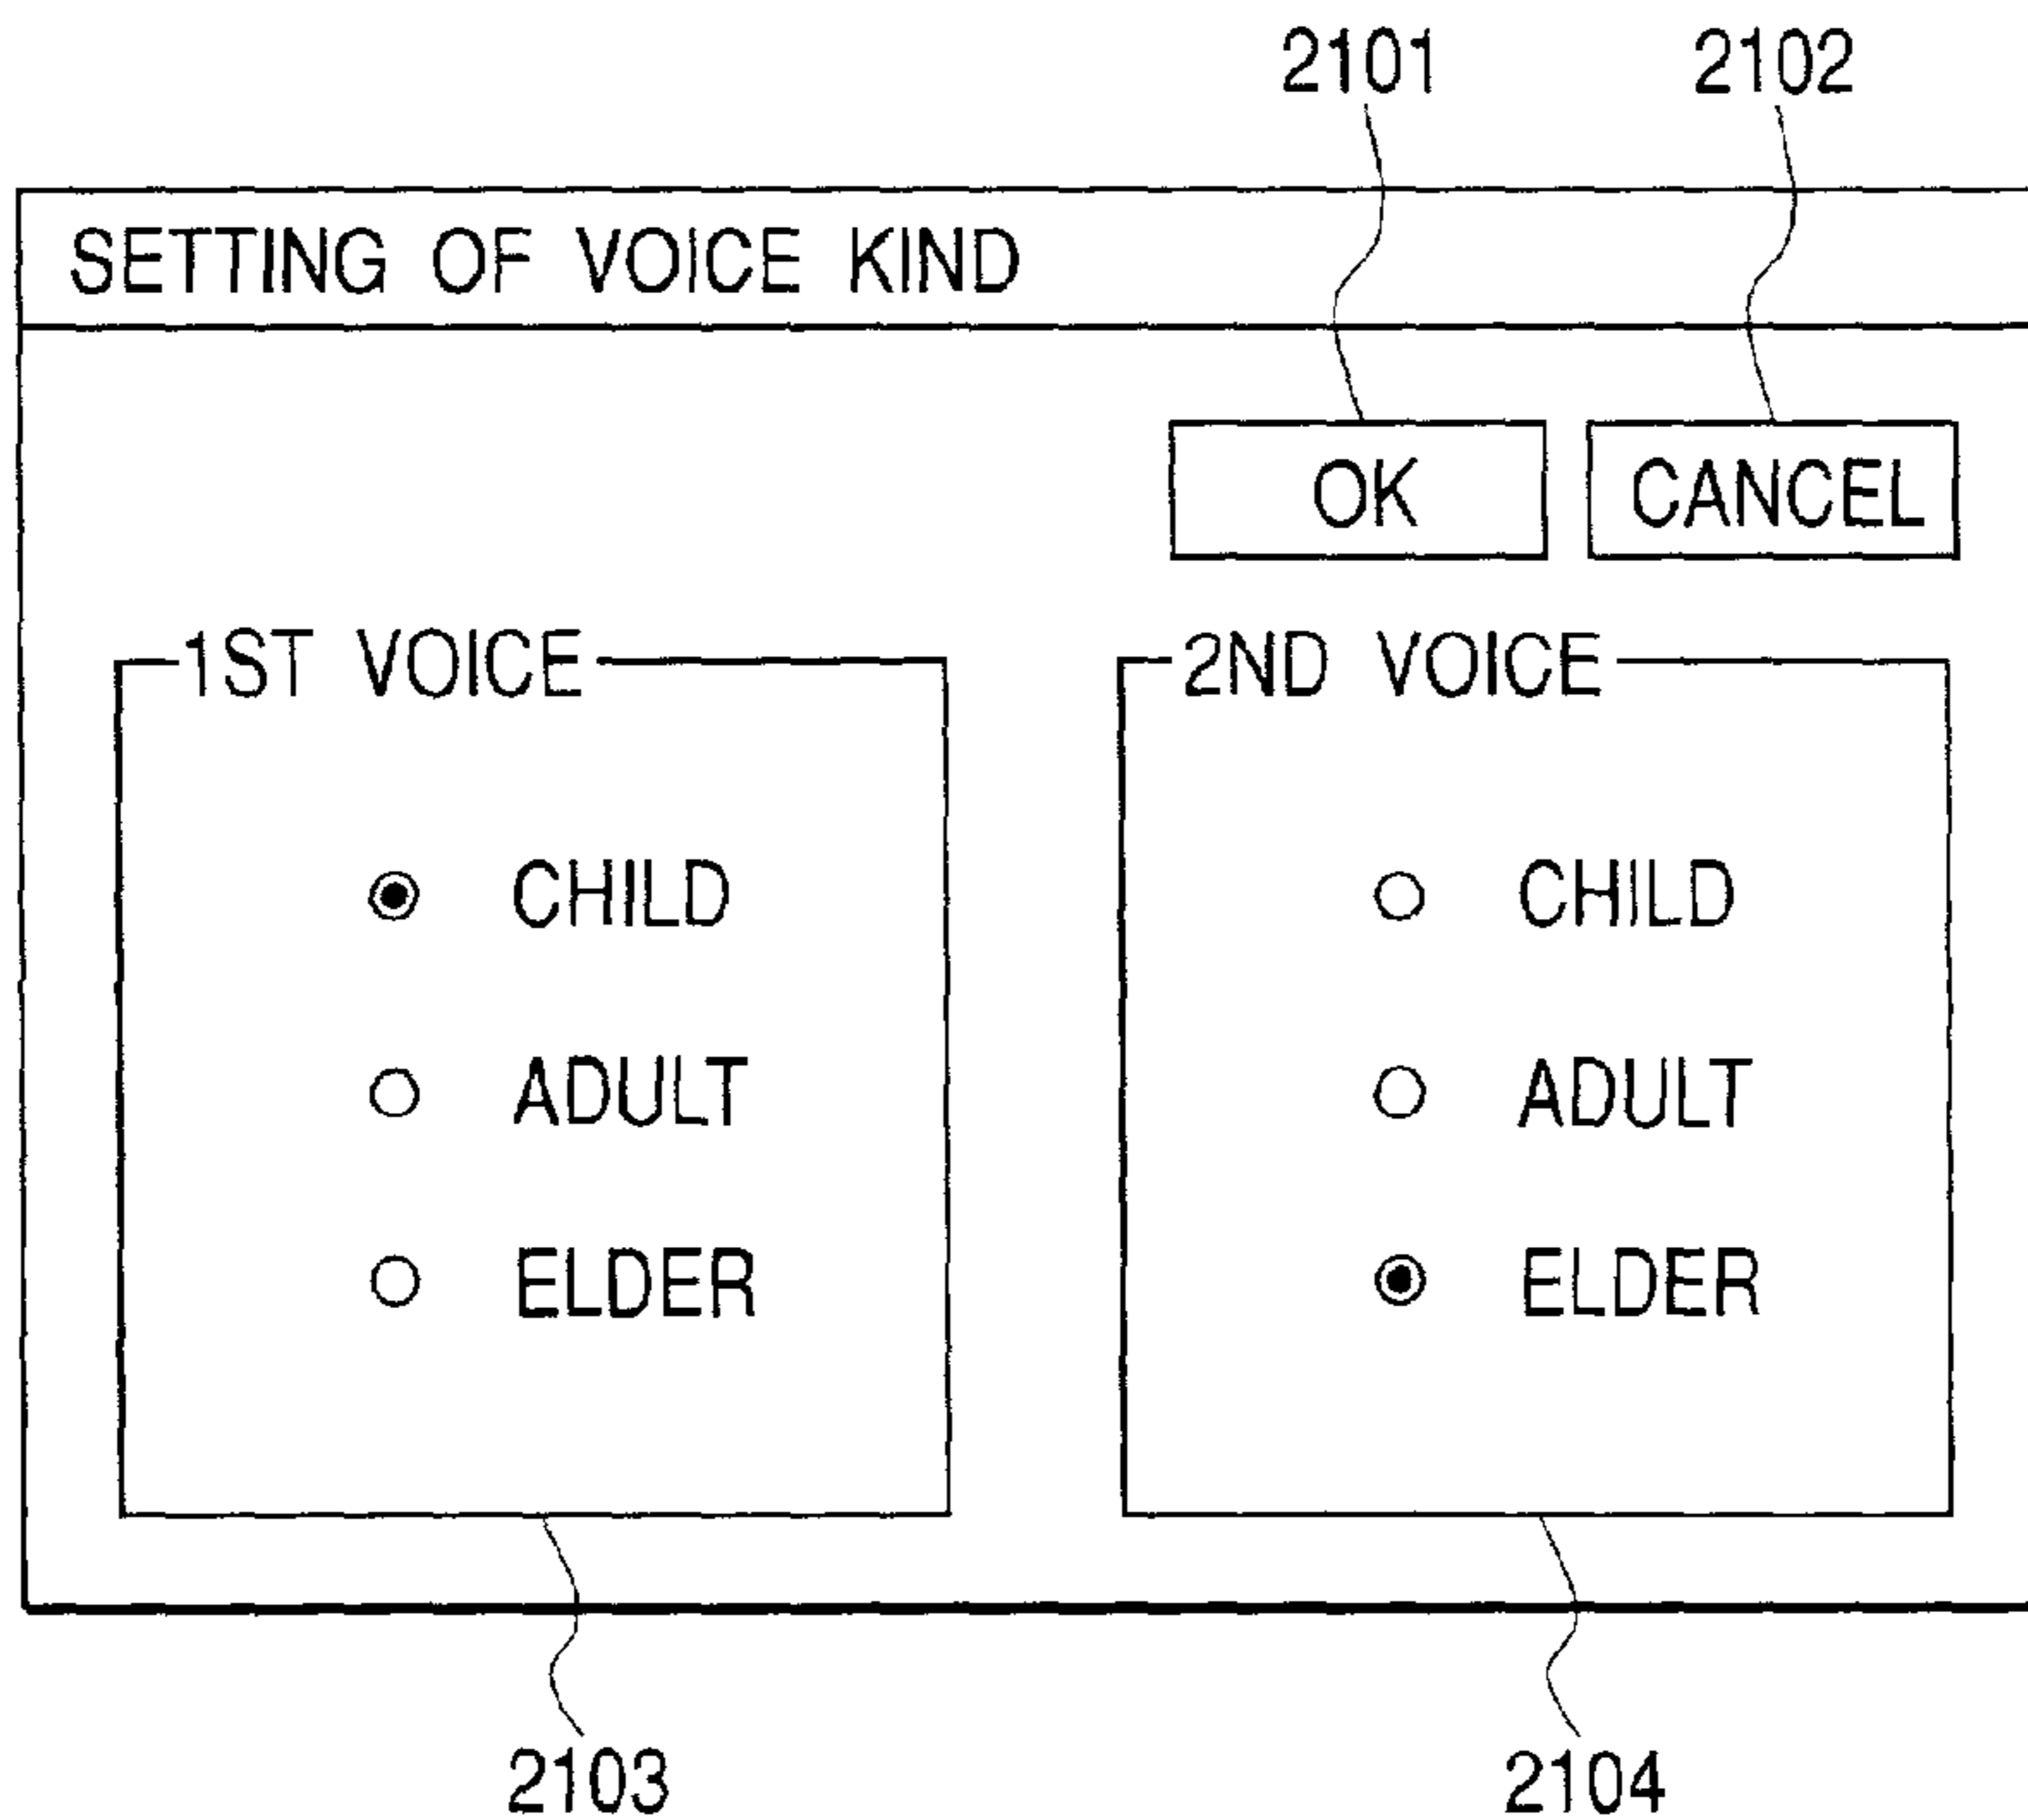 2101 2102
SETTING OF VOICE KIND
OK CANCEL
1ST VOICE 2ND VOICE
CHILD CHILD
ADULT ADULT
ELDER ELDER
2103 2104